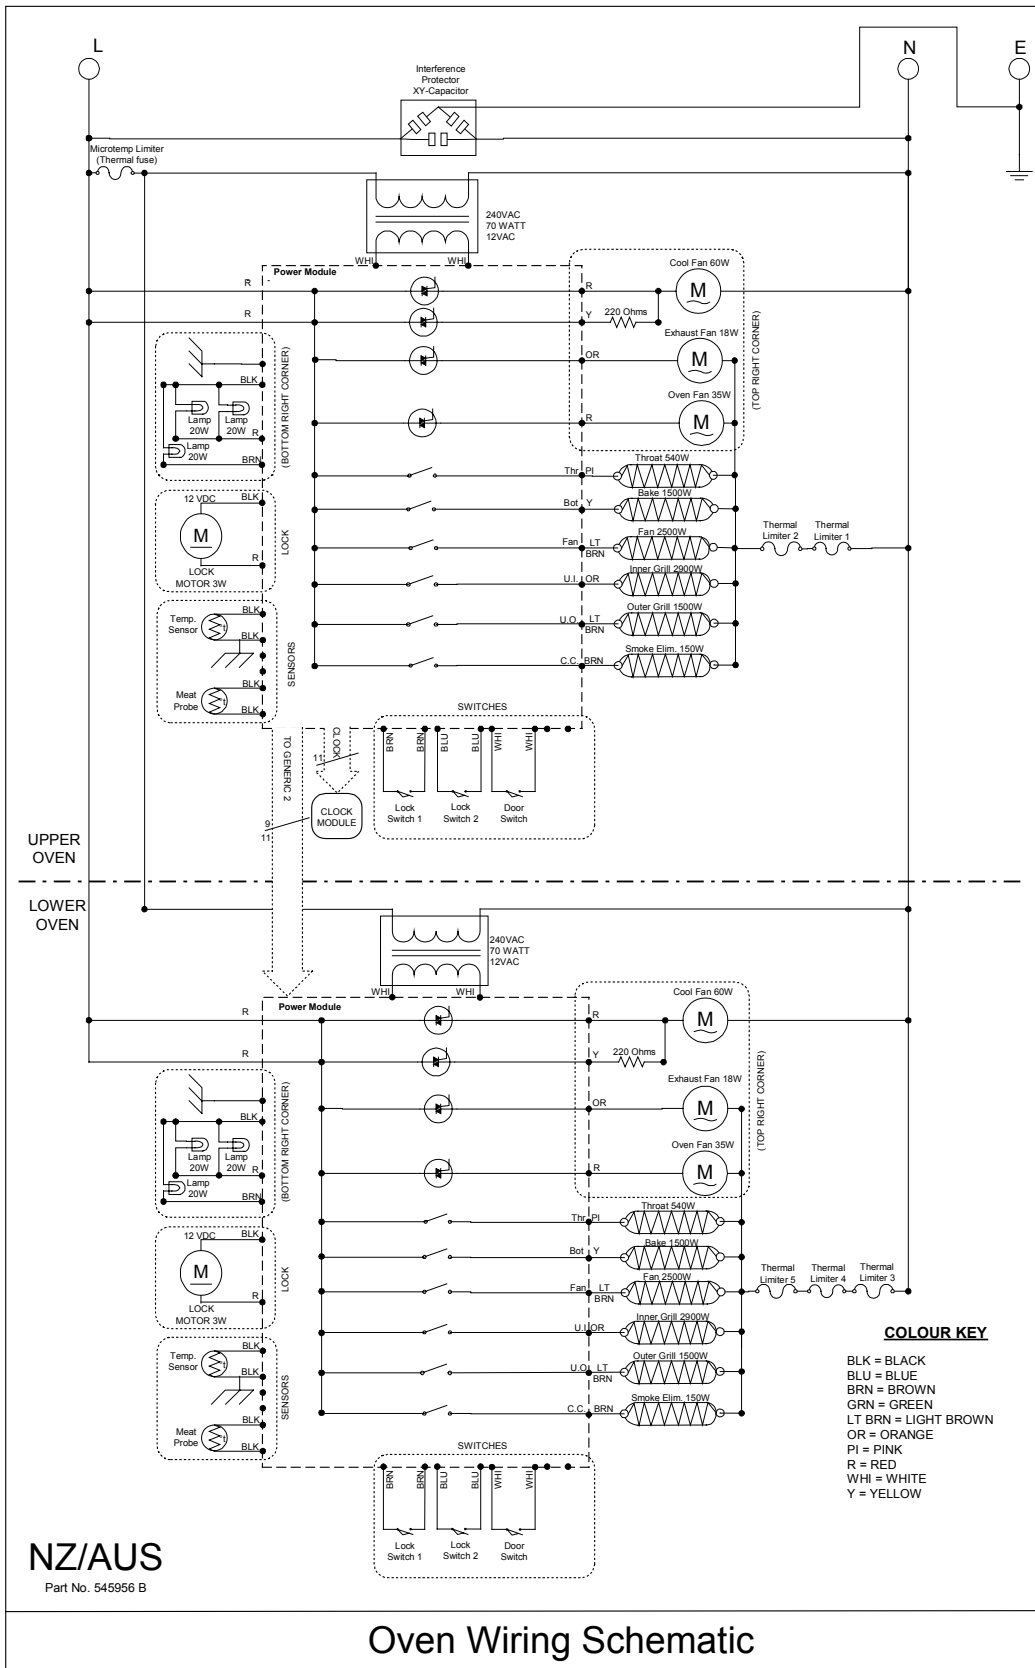 L
N
E
Interference
Protector
XY-Capacitor
Microtemp Limiter
(Thermal fuse)
240VAC
70 WATT
12VAC
WHI
WHI
Power Module
Cool Fan 60W
R
R
M
R
Y
220 Ohms
Exhaust Fan 18W
OR
M
Oven Fan 35W
R
M
(TOP RIGHT CORNER)
BLK
Lamp
20W
Lamp
20W
R
Lamp
20W
BRN
(BOTTOM RIGHT CORNER)
Throat 540W
Thr
PI
Bake 1500W
Bot
Y
Fan 2500W
Fan
LT
BRN
Inner Grill 2900W
U.I.
OR
Outer Grill 1500W
U.O.
LT
BRN
Smoke Elim. 150W
C.C.
BRN
Thermal
Limiter 2
Thermal
Limiter 1
12 VDC
BLK
M
R
LOCK
MOTOR 3W
LOCK
Temp.
Sensor
BLK
BLK
t
Meat
Probe
BLK
BLK
t
SENSORS
SWITCHES
BRN
BRN
BLU
BLU
WHI
WHI
Lock
Switch 1
Lock
Switch 2
Door
Switch
TO GENERIC 2
CLOCK
11
CLOCK
MODULE
9
11
UPPER
OVEN
LOWER
OVEN
240VAC
70 WATT
12VAC
WHI
WHI
Power Module
Cool Fan 60W
R
R
M
R
Y
220 Ohms
Exhaust Fan 18W
OR
M
Oven Fan 35W
R
M
(TOP RIGHT CORNER)
BLK
Lamp
20W
Lamp
20W
R
Lamp
20W
BRN
(BOTTOM RIGHT CORNER)
Throat 540W
Thr
PI
Bake 1500W
Bot
Y
Fan 2500W
Fan
LT
BRN
Inner Grill 2900W
U.I.
OR
Outer Grill 1500W
U.O.
LT
BRN
Smoke Elim. 150W
C.C.
BRN
Thermal
Limiter 5
Thermal
Limiter 4
Thermal
Limiter 3
12 VDC
BLK
M
R
LOCK
MOTOR 3W
LOCK
Temp.
Sensor
BLK
BLK
t
Meat
Probe
BLK
BLK
t
SENSORS
SWITCHES
BRN
BRN
BLU
BLU
WHI
WHI
Lock
Switch 1
Lock
Switch 2
Door
Switch
COLOUR KEY
BLK = BLACK
BLU = BLUE
BRN = BROWN
GRN = GREEN
LT BRN = LIGHT BROWN
OR = ORANGE
PI = PINK
R = RED
WHI = WHITE
Y = YELLOW
NZ/AUS
Part No. 545956 B
Oven Wiring Schematic